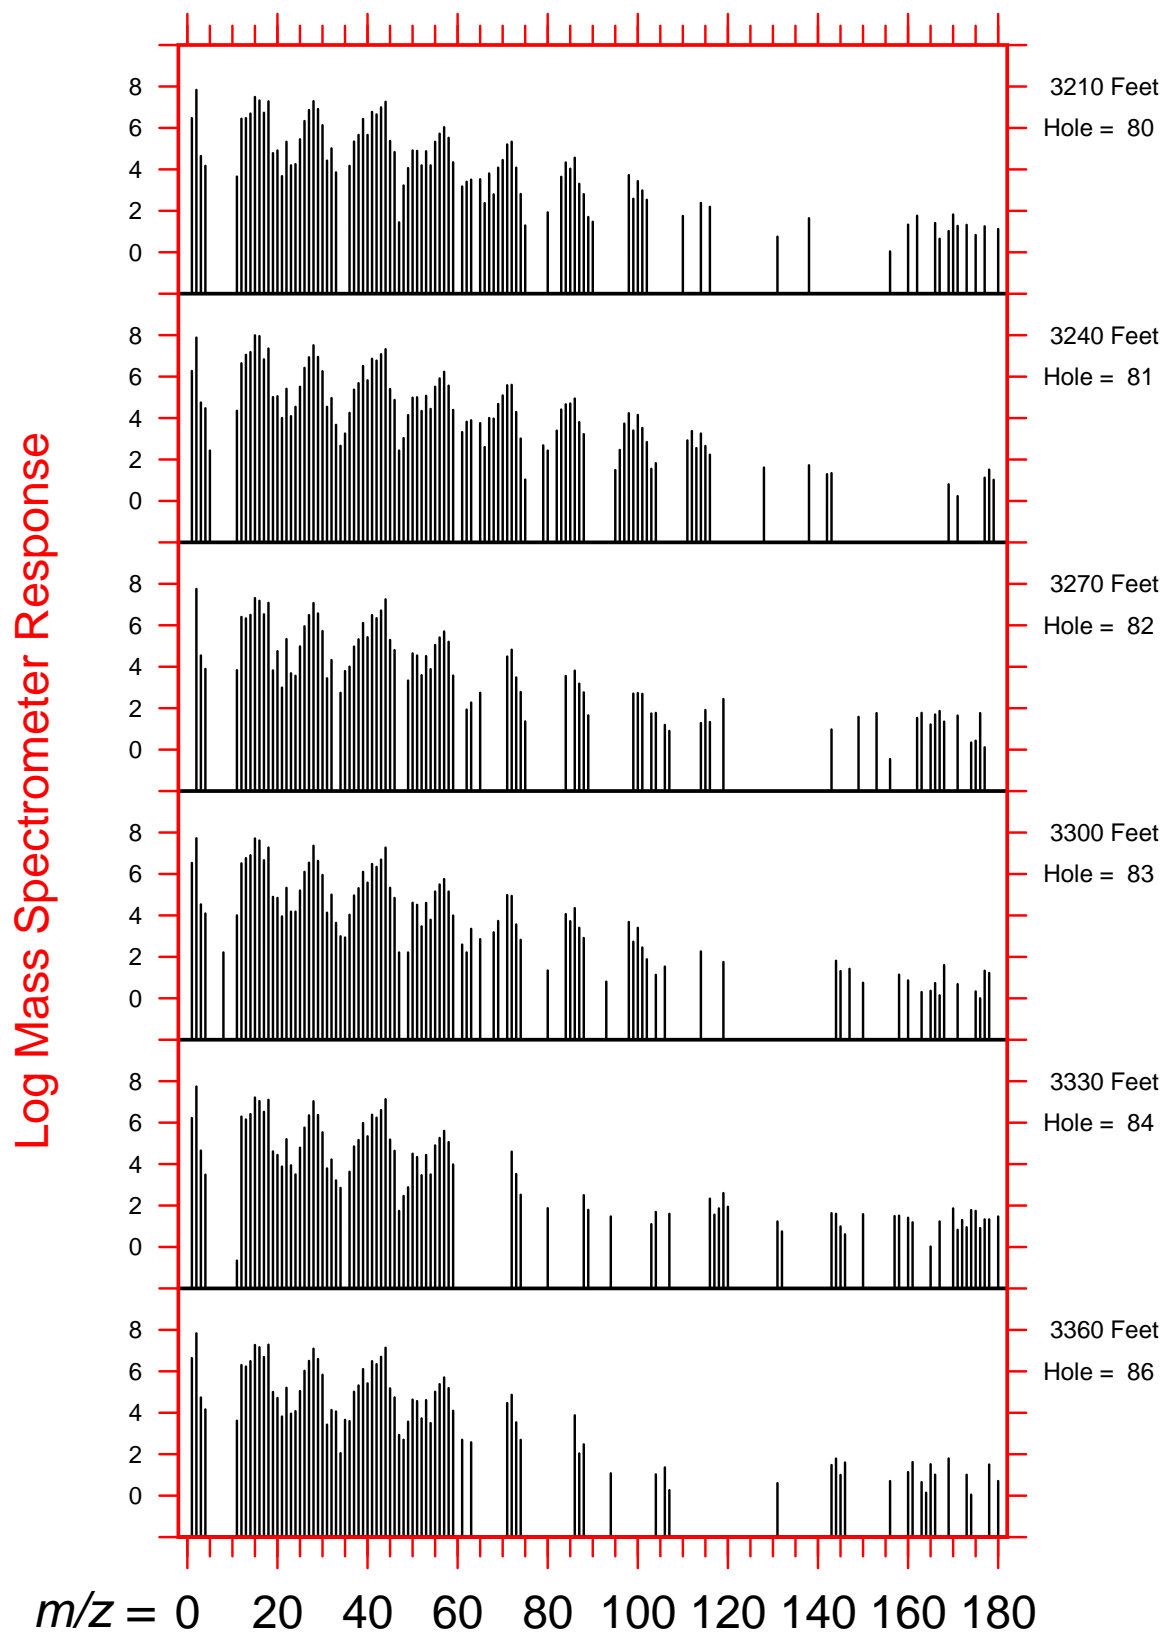 8
6
4
2
0
3210 Feet
Hole = 80
8
6
4
2
0
3240 Feet
Hole = 81
8
6
4
2
0
3270 Feet
Hole = 82
8
6
4
2
0
3300 Feet
Hole = 83
8
6
4
2
0
3330 Feet
Hole = 84
8
6
4
2
0
3360 Feet
Hole = 86
Log Mass Spectrometer Response
m/z = 0 20 40 60 80 100 120 140 160 180